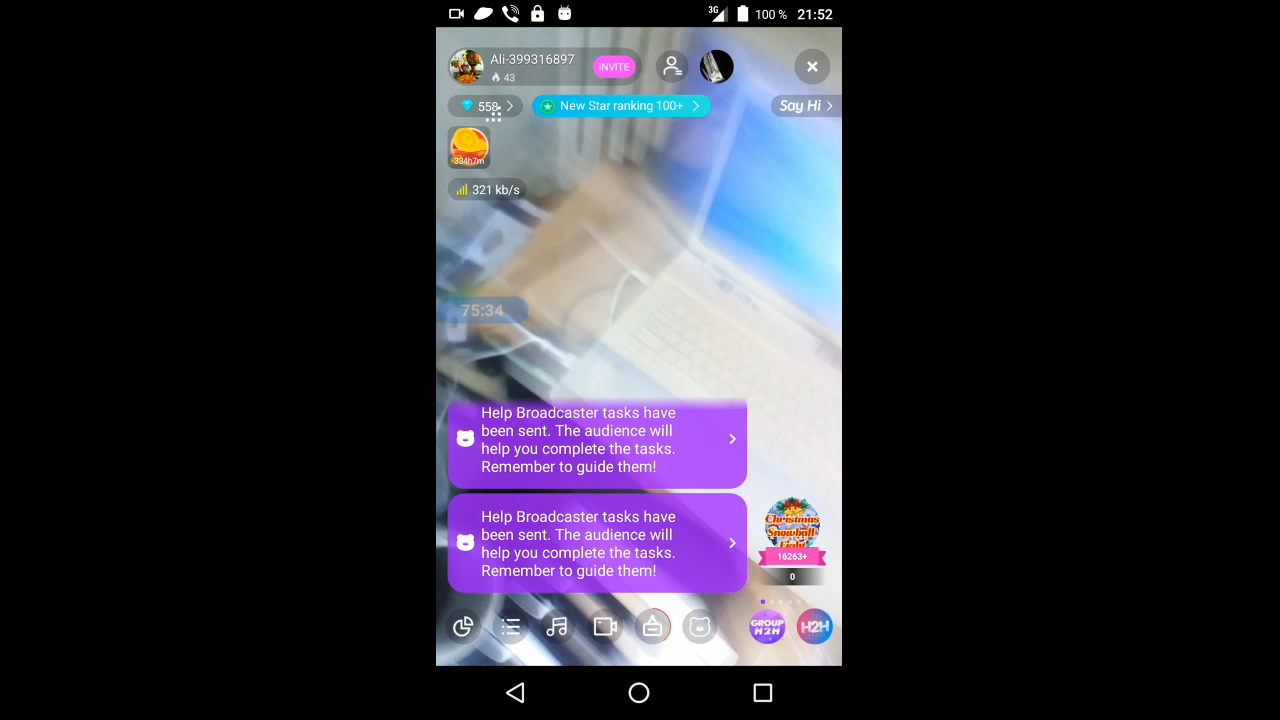 3G
100 %
21:52
Ali-399316897
43
INVITE
558
New Star ranking 100+
Say Hi
334h7m
321 kb/s
75:34
Help Broadcaster tasks have
been sent. The audience will
help you complete the tasks.
Remember to guide them!
Help Broadcaster tasks have
been sent. The audience will
help you complete the tasks.
Remember to guide them!
Christmas
Snowball
Fight
16263+
0
GROUP
H2H
H2H